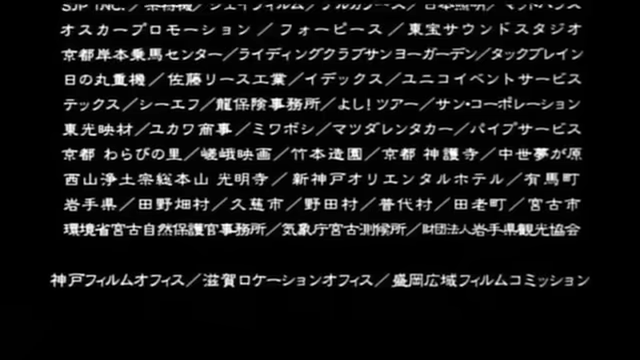 オスカープロモーション／フォーピース／東宝サウンドスタジオ
京都岸本乗馬センター／ライディングクラブサンヨーガーデン／タックブレイン
日の丸重機／佐藤リース工業／イデックス／ユニコイベントサービス
テックス／シーエフ／龍保険事務所／よし！ツアー／サン・コーポレーション
東光映材／ユカワ商事／ミワボシ／マツダレンタカー／パイプサービス
京都 わらびの里／嵯峨映画／竹本造園／京都 神護寺／中世夢が原
西山浄土宗総本山 光明寺／新神戸オリエンタルホテル／有馬町
岩手県／田野畑村／久慈市／野田村／普代村／田老町／宮古市
環境省宮古自然保護官事務所／気象庁宮古測候所／財団法人岩手県観光協会
神戸フィルムオフィス／滋賀ロケーションオフィス／盛岡広域フィルムコミッション